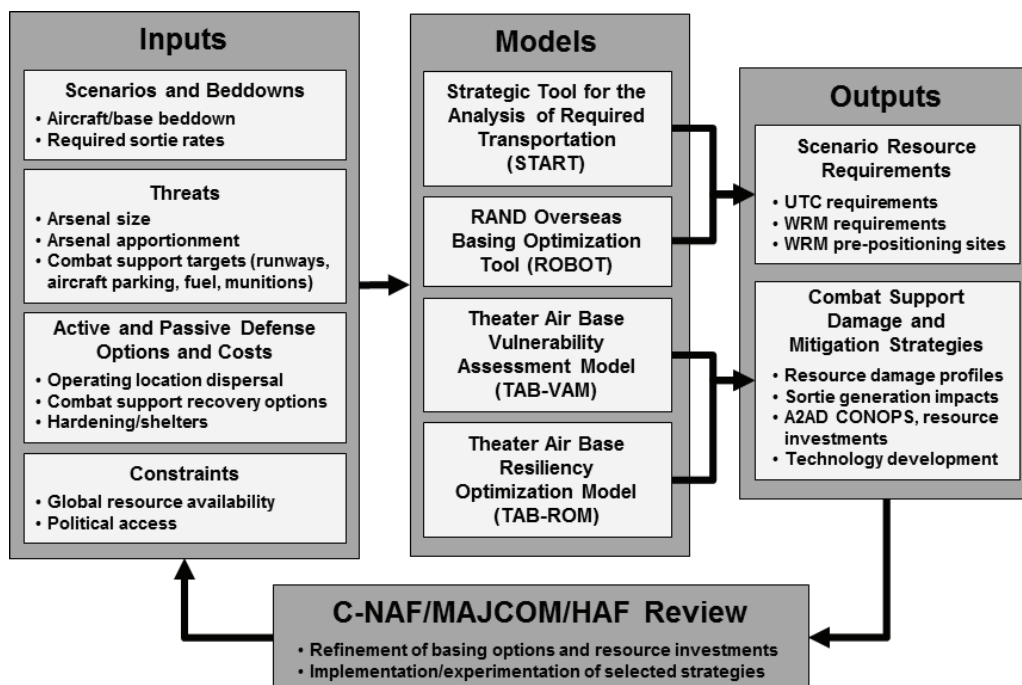 Inputs
Scenarios and Beddowns
• Aircraft/base beddown
• Required sortie rates
Threats
• Arsenal size
• Arsenal apportionment
• Combat support targets (runways,
aircraft parking, fuel, munitions)
Active and Passive Defense
Options and Costs
• Operating location dispersal
• Combat support recovery options
• Hardening/shelters
Constraints
• Global resource availability
• Political access
Models
Strategic Tool for the
Analysis of Required
Transportation
(START)
RAND Overseas
Basing Optimization
Tool (ROBOT)
Theater Air Base
Vulnerability
Assessment Model
(TAB-VAM)
Theater Air Base
Resiliency
Optimization Model
(TAB-ROM)
Outputs
Scenario Resource
Requirements
• UTC requirements
• WRM requirements
• WRM pre-positioning sites
Combat Support
Damage and
Mitigation Strategies
• Resource damage profiles
• Sortie generation impacts
• A2AD CONOPS, resource
investments
• Technology development
C-NAF/MAJCOM/HAF Review
• Refinement of basing options and resource investments
• Implementation/experimentation of selected strategies